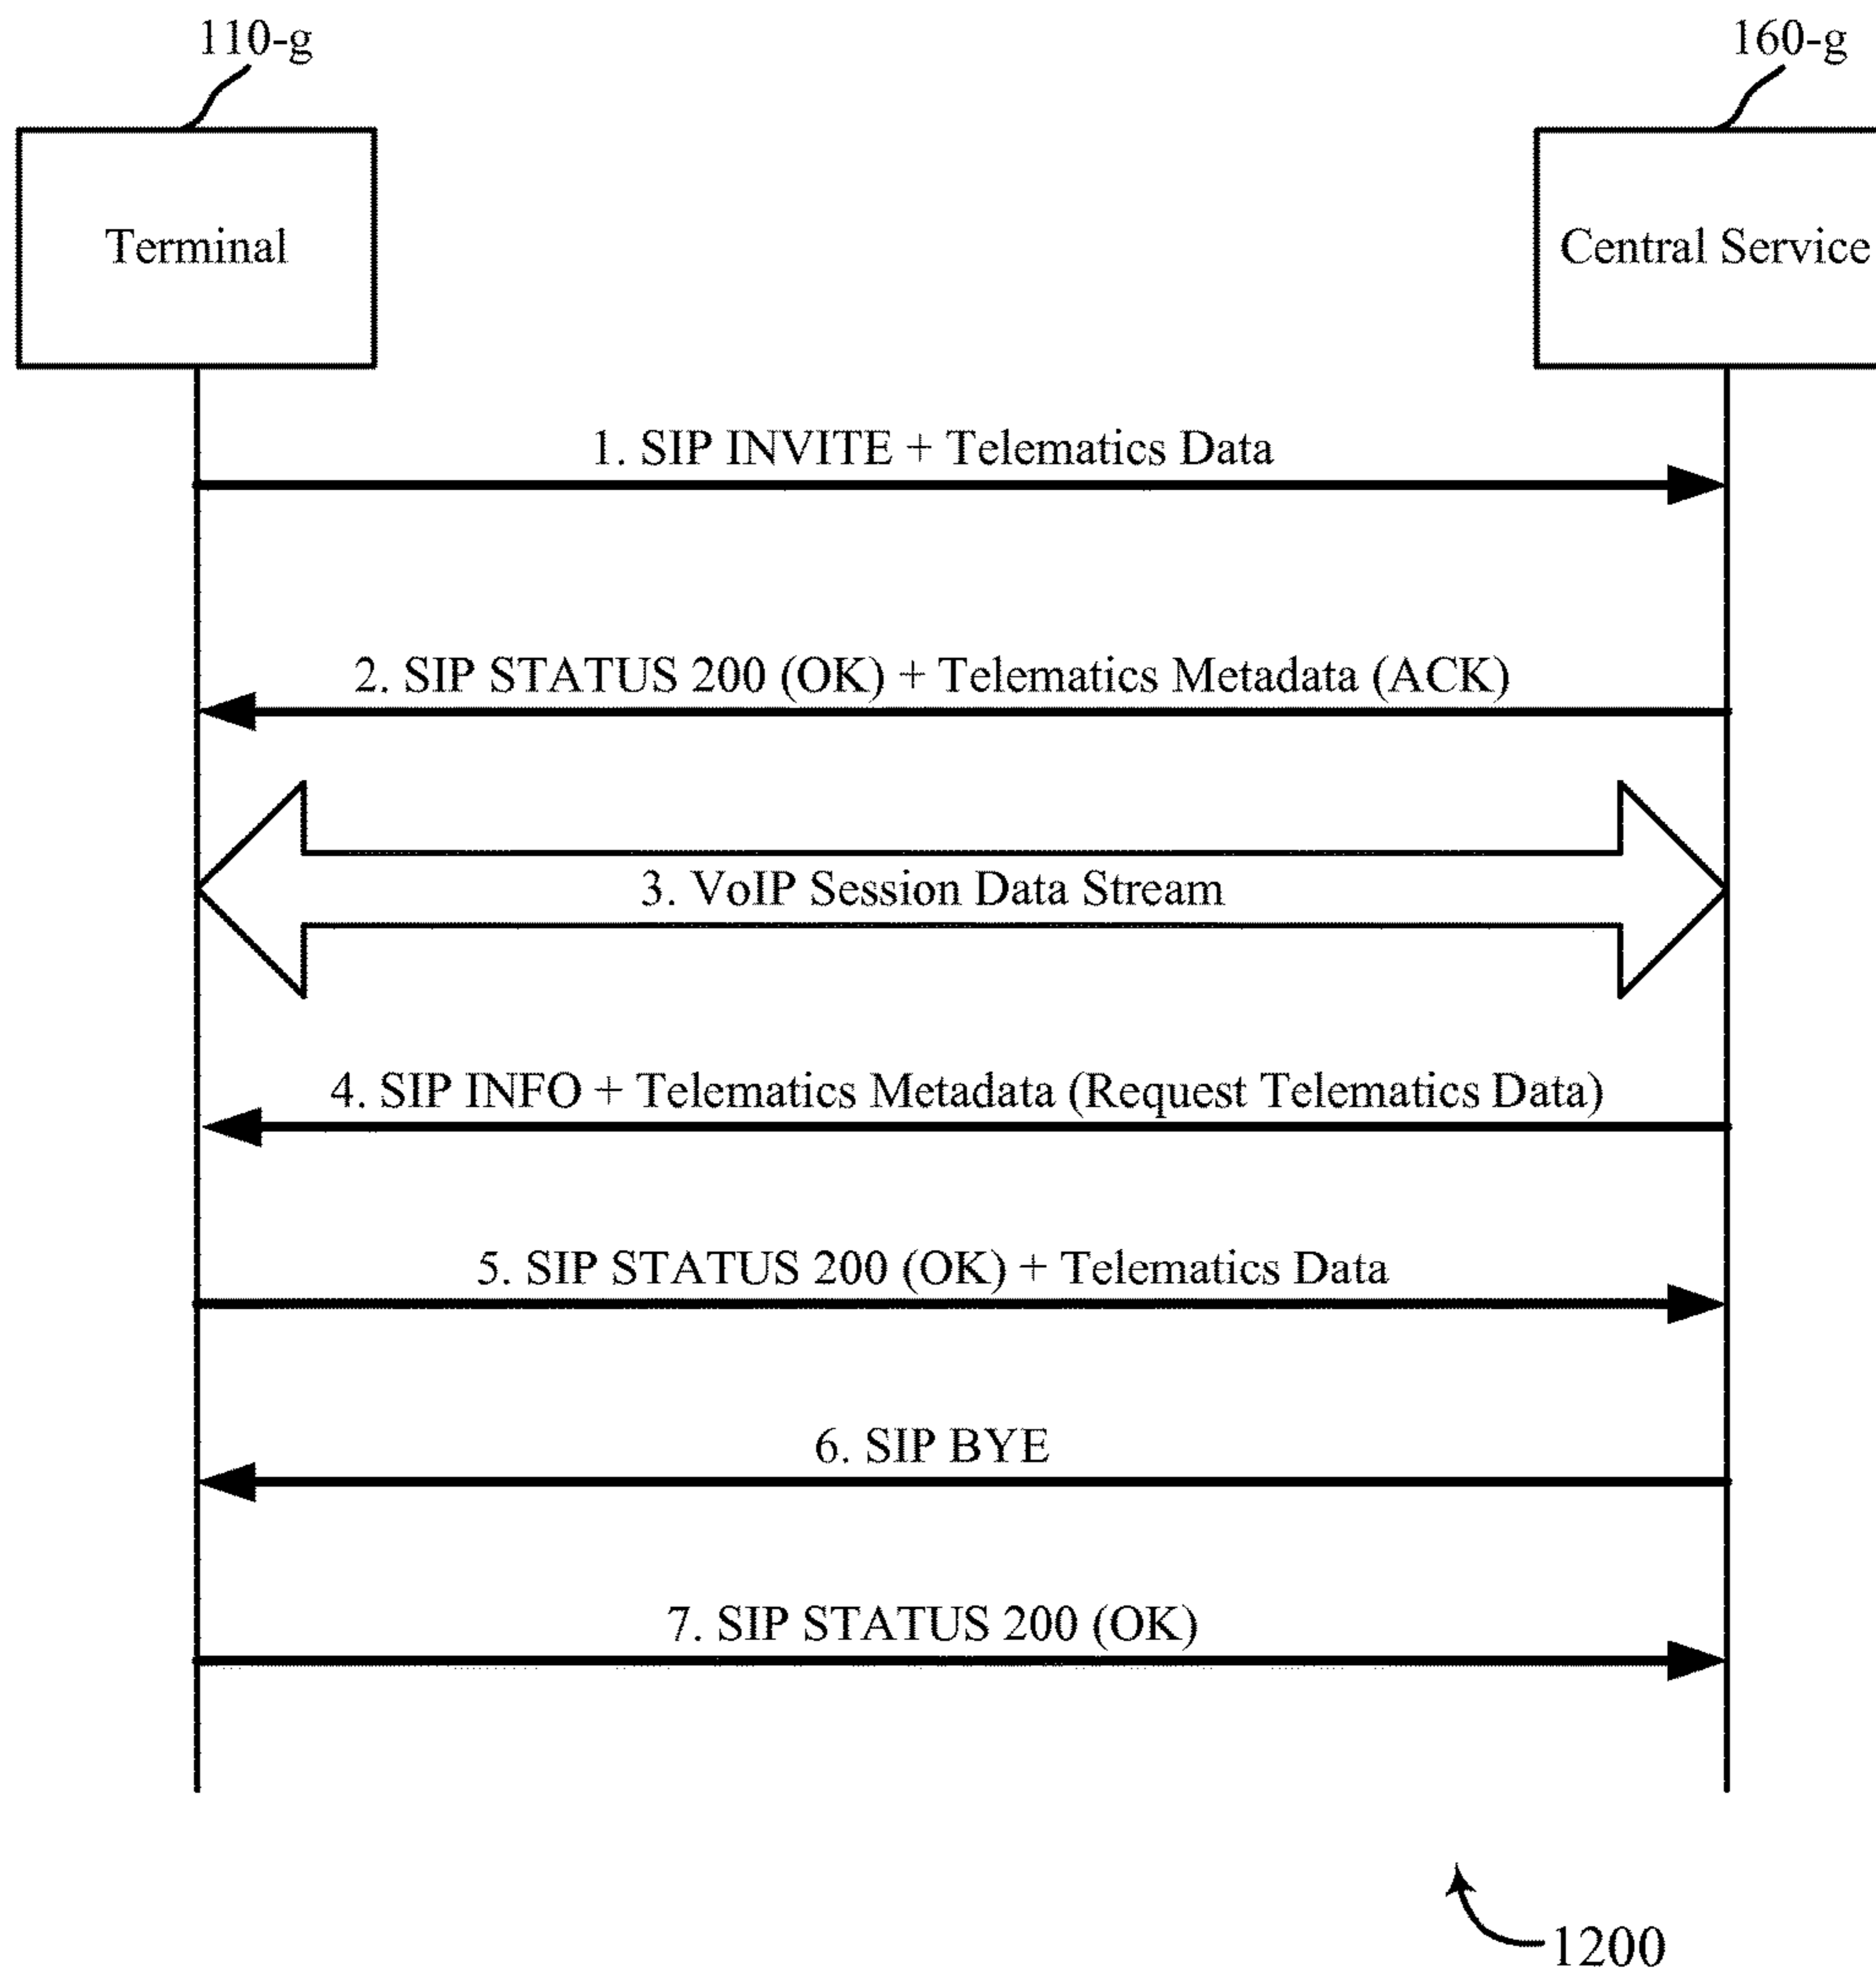 110-g
160-g
Terminal
Central Service
1. SIP INVITE + Telematics Data
2. SIP STATUS 200 (OK) + Telematics Metadata (ACK)
3. VoIP Session Data Stream
4. SIP INFO + Telematics Metadata (Request Telematics Data)
5. SIP STATUS 200 (OK) + Telematics Data
6. SIP BYE
7. SIP STATUS 200 (OK)
1200